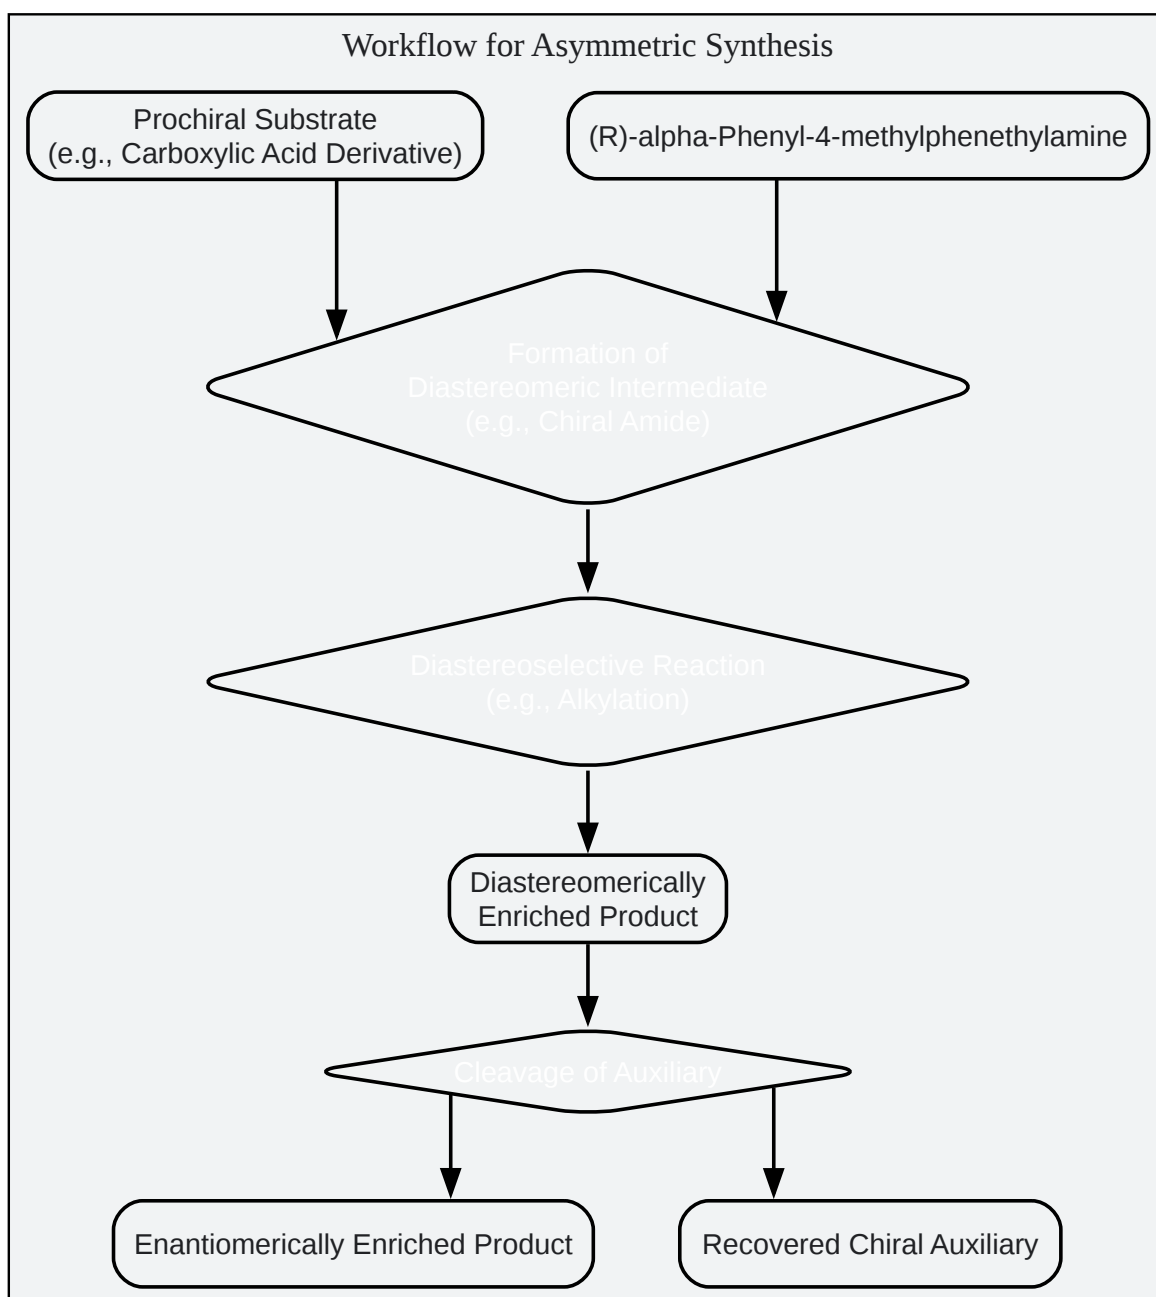 Workflow for Asymmetric Synthesis
Prochiral Substrate
(e.g., Carboxylic Acid Derivative)
(R)-alpha-Phenyl-4-methylphenethylamine
Formation of
Diastereomeric Intermediate
(e.g., Chiral Amide)
Diastereoselective Reaction
(e.g., Alkylation)
Diastereomerically
Enriched Product
Cleavage of Auxiliary
Enantiomerically Enriched Product
Recovered Chiral Auxiliary